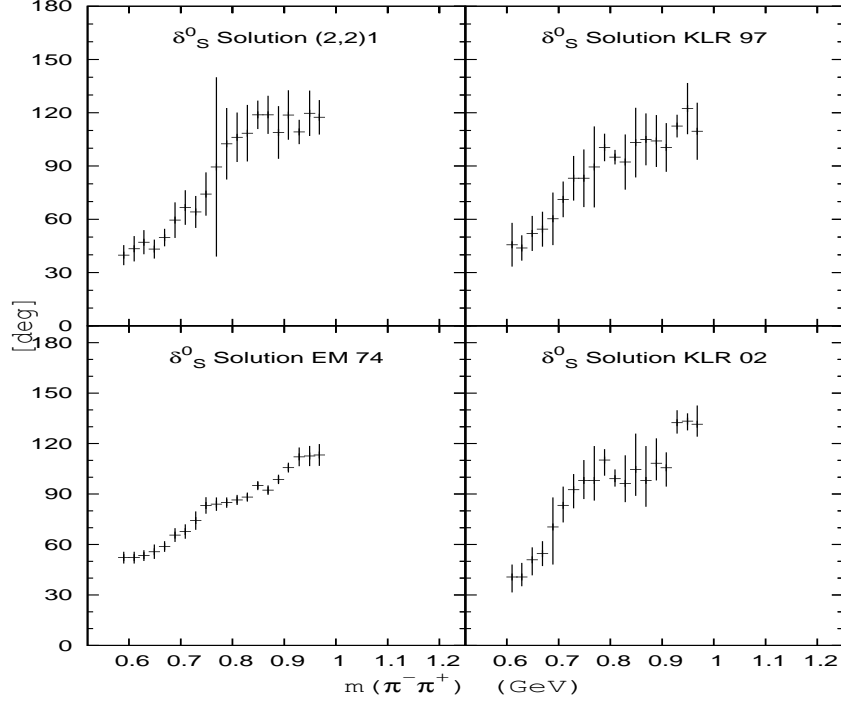 180
150
120
90
60
30
0
δ⁰S Solution (2,2)1
δ⁰S Solution KLR 97
[deg]
180
150
120
90
60
30
0
δ⁰S Solution EM 74
δ⁰S Solution KLR 02
0.6 0.7 0.8 0.9 1 1.1 1.2 0.6 0.7 0.8 0.9 1 1.1 1.2
m (π⁻π⁺) (GeV)